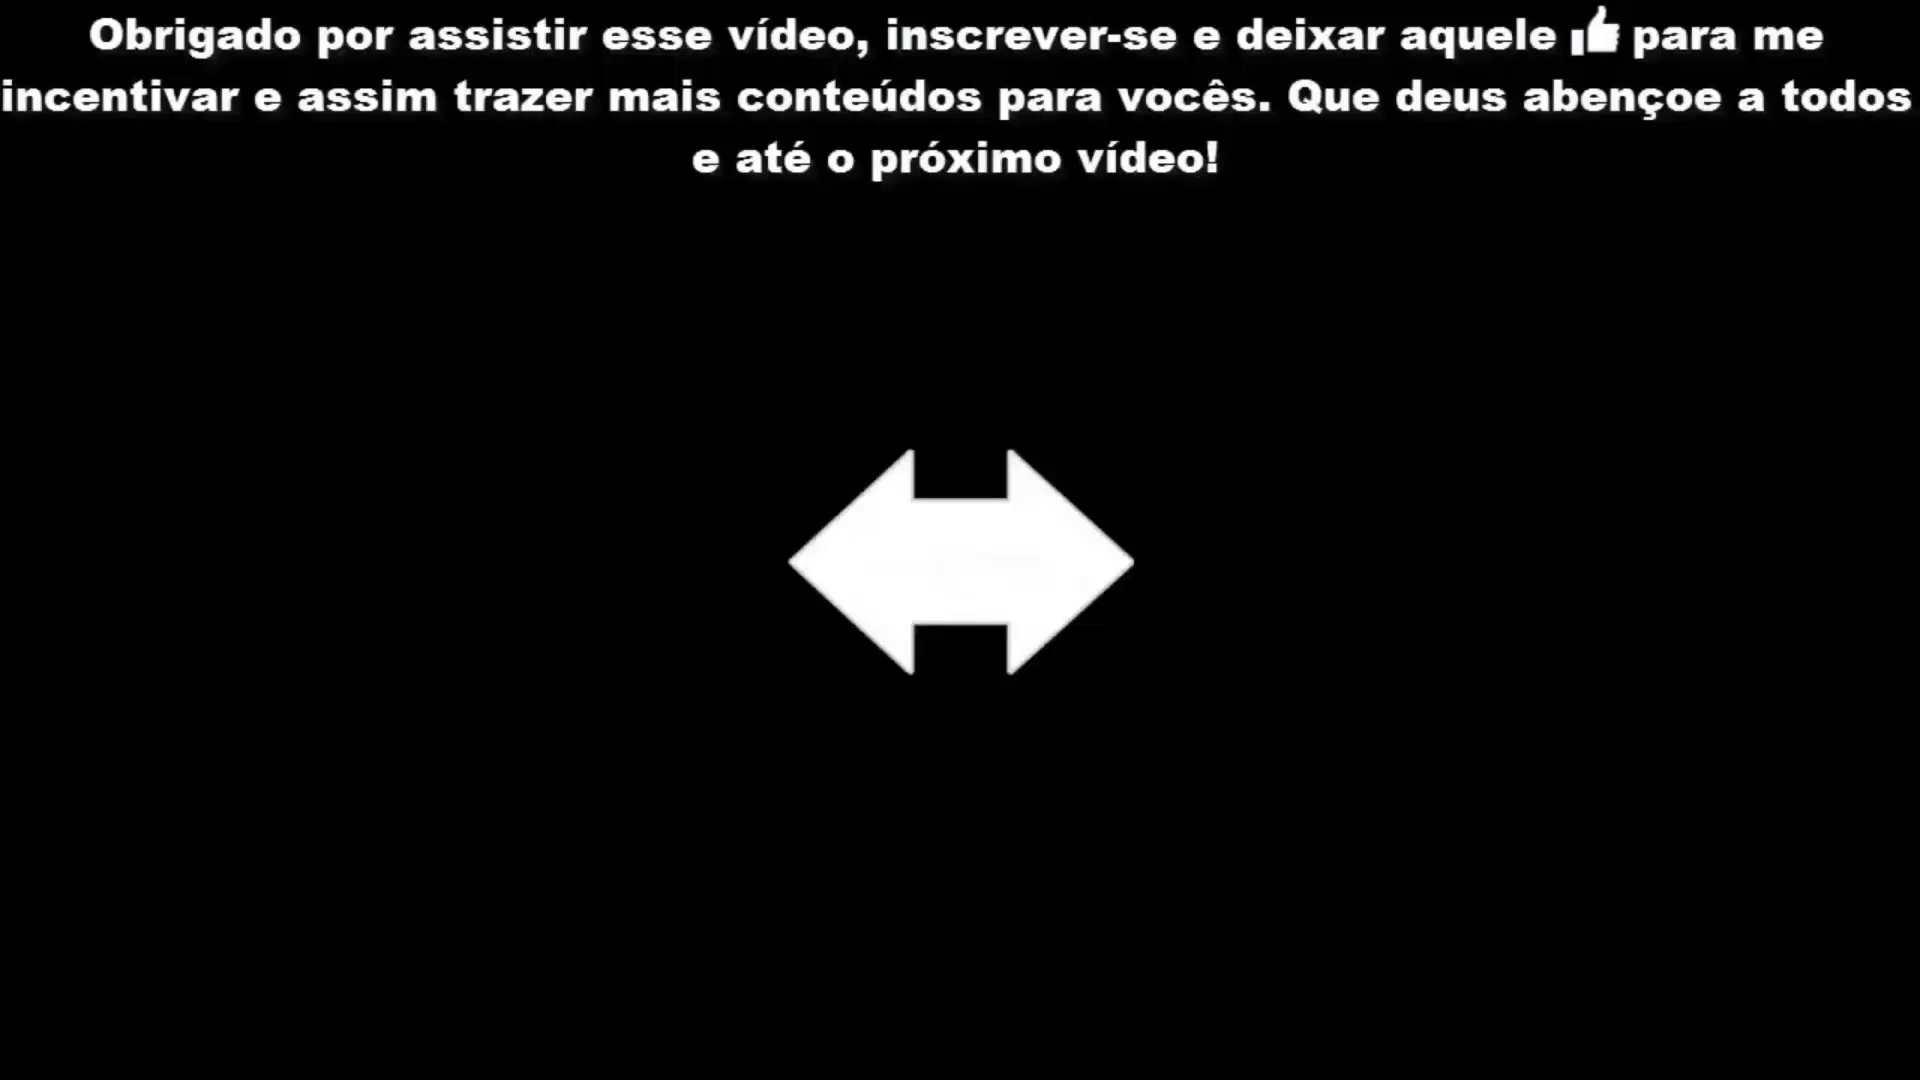 Obrigado por assistir esse vídeo, inscrever-se e deixar aquele 👍 para me
incentivar e assim trazer mais conteúdos para vocês. Que deus abençoe a todos
e até o próximo vídeo!